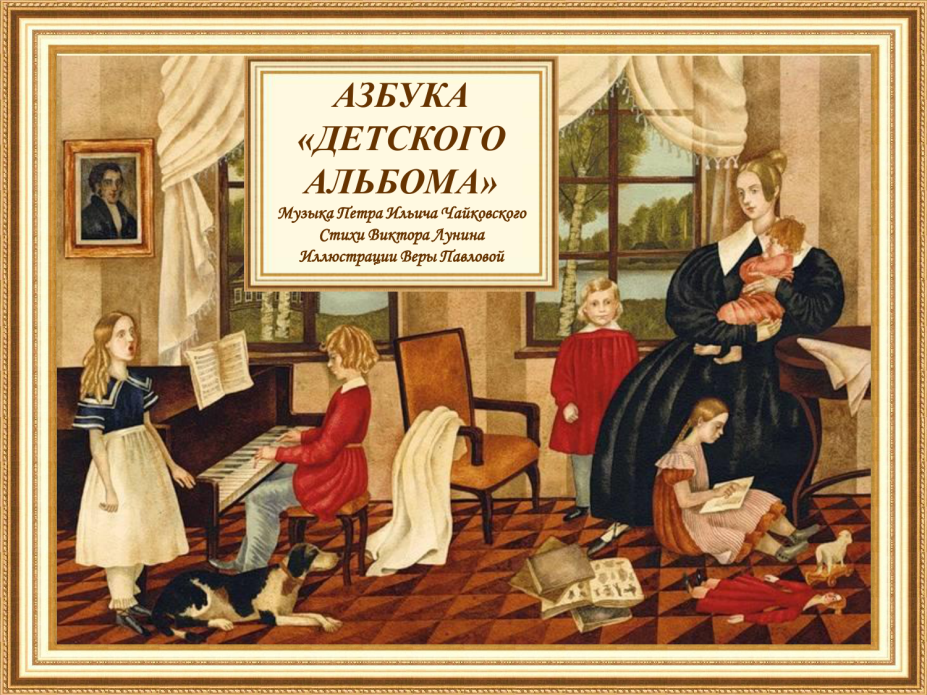 АЗБУКА
«ДЕТСКОГО
АЛЬБОМА»
Музыка Петра Ильича Чайковского
Стихи Виктора Лунина
Иллюстрации Веры Павловой